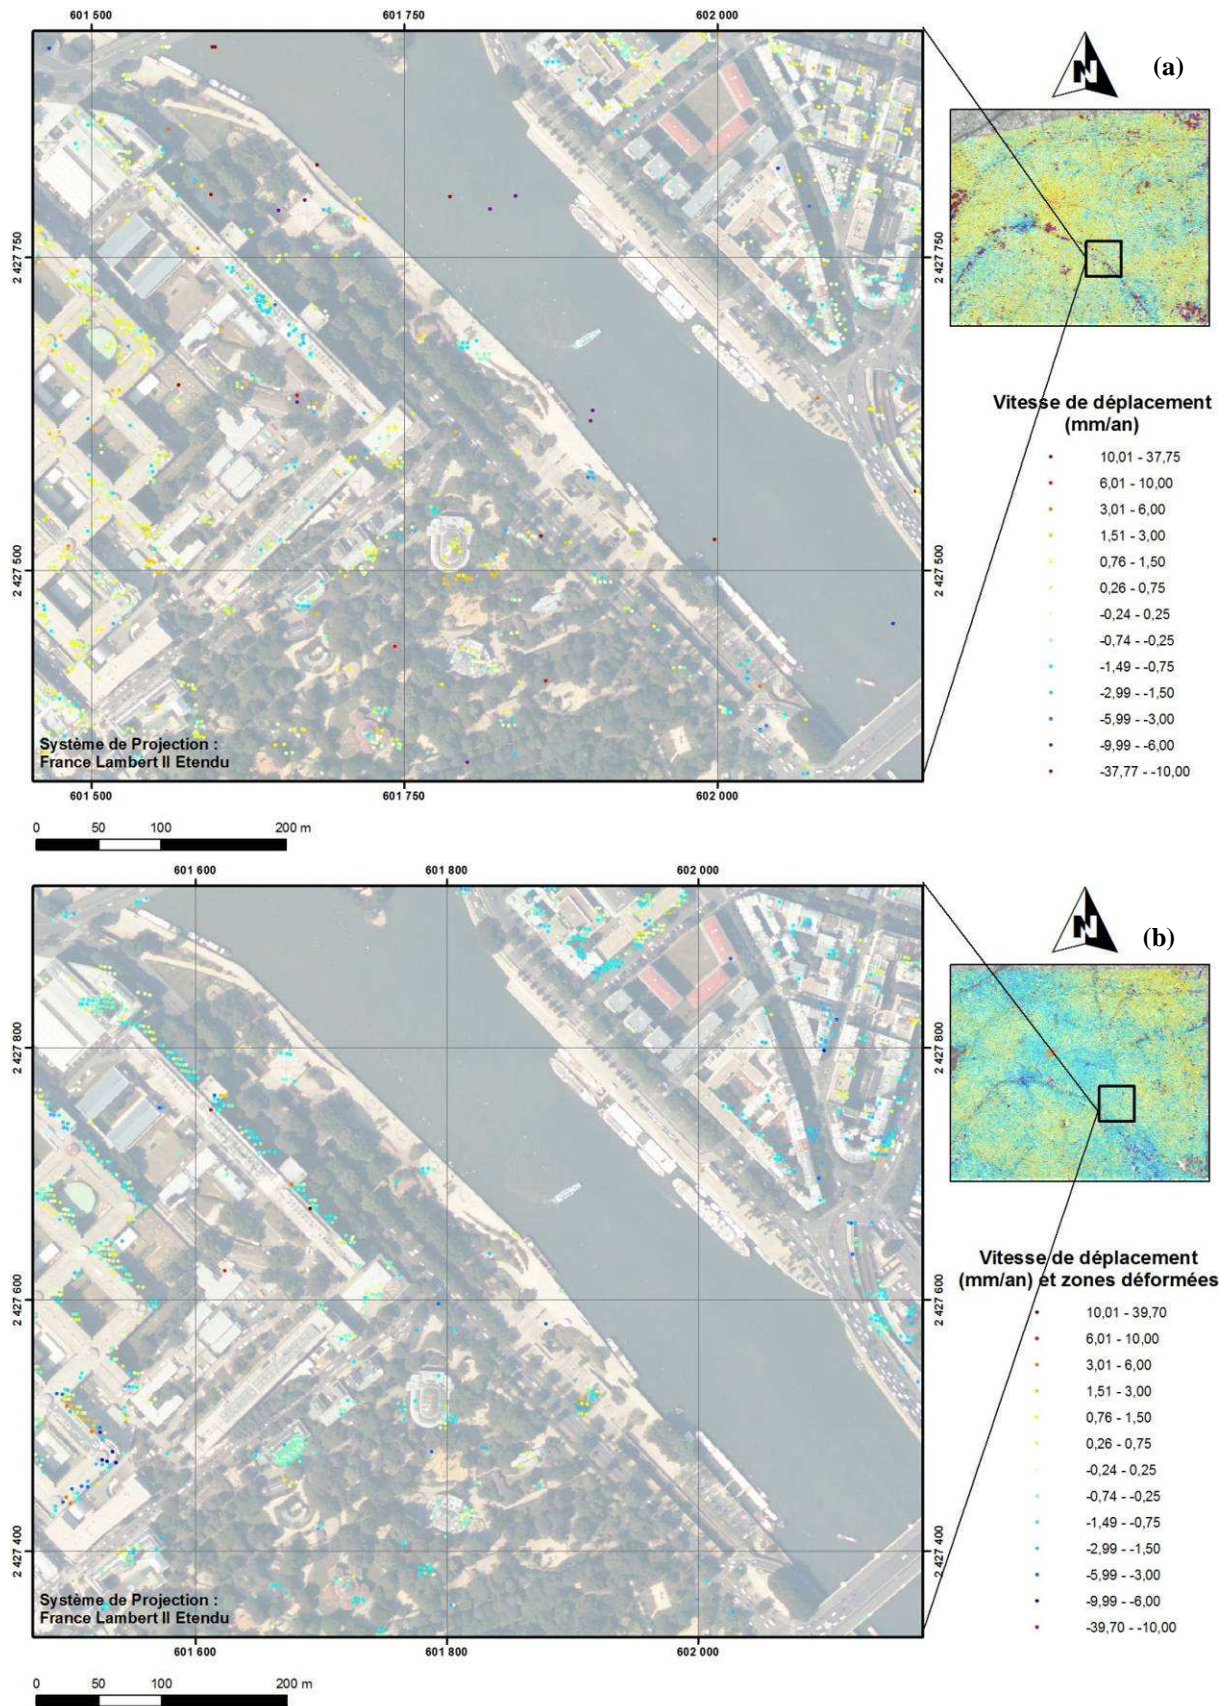 601 500
601 750
602 000
(a)
N
2 427 750
2 427 750
2 427 500
2 427 500
Vitesse de déplacement
(mm/an)
10,01 - 37,75
6,01 - 10,00
3,01 - 6,00
1,51 - 3,00
0,76 - 1,50
0,26 - 0,75
-0,24 - 0,25
-0,74 - -0,25
-1,49 - -0,75
-2,99 - -1,50
-5,99 - -3,00
-9,99 - -6,00
-37,77 - -10,00
Système de Projection :
France Lambert II Etendu
601 500
601 750
602 000
0 50 100 200 m
601 600
601 800
602 000
(b)
N
2 427 800
2 427 800
2 427 600
2 427 600
2 427 400
2 427 400
Vitesse de déplacement
(mm/an) et zones déformées
10,01 - 39,70
6,01 - 10,00
3,01 - 6,00
1,51 - 3,00
0,76 - 1,50
0,26 - 0,75
-0,24 - 0,25
-0,74 - -0,25
-1,49 - -0,75
-2,99 - -1,50
-5,99 - -3,00
-9,99 - -6,00
-39,70 - -10,00
Système de Projection :
France Lambert II Etendu
601 600
601 800
602 000
0 50 100 200 m